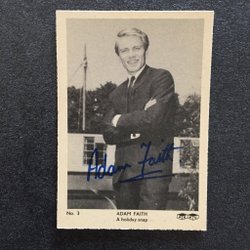 Adam Faith
No. 3
ADAM FAITH
A holiday snap